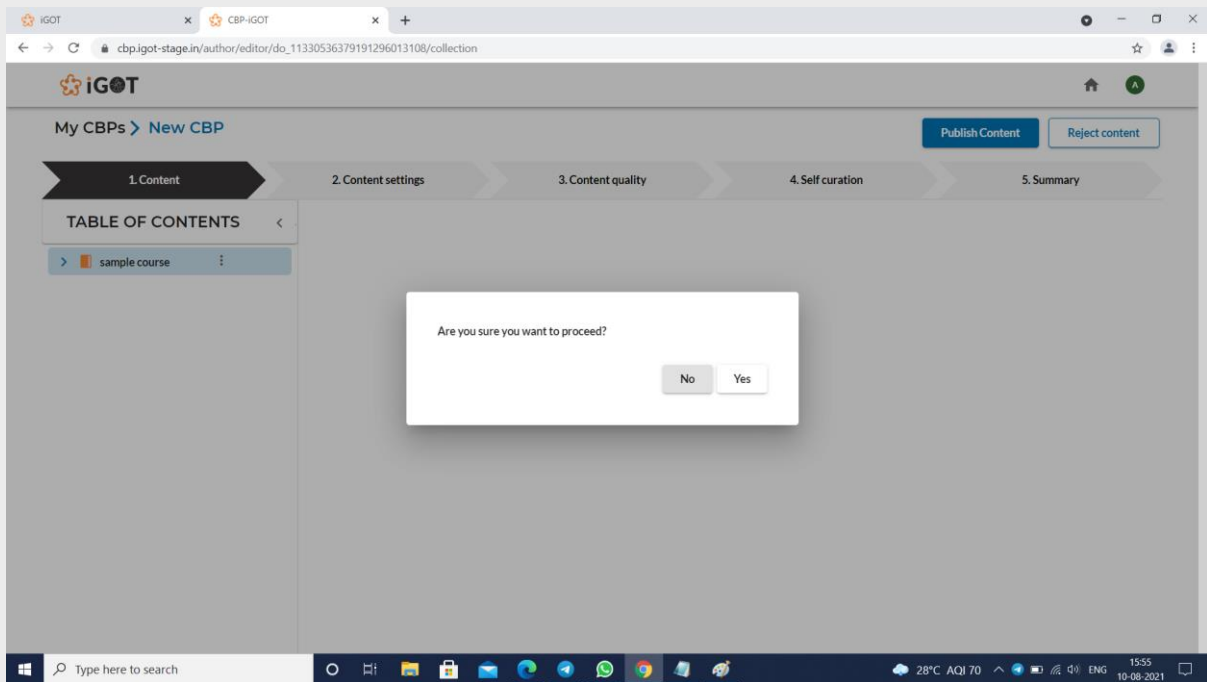 iGOT
CBP-iGOT
cbp.igot-stage.in/author/editor/do_11330536379191296013108/collection
iGOT
A
My CBPs New CBP
Publish Content
Reject content
1. Content
2. Content settings
3. Content quality
4. Self curation
5. Summary
TABLE OF CONTENTS
sample course
Are you sure you want to proceed?
No
Yes
Type here to search
28°C AQI 70
ENG
15:55
10-08-2021